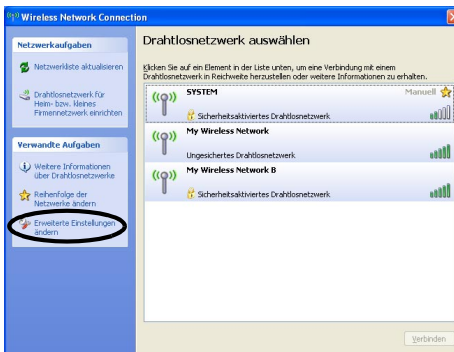 Wireless Network Connection
Netzwerkaufgaben
Netzwerkliste aktualisieren
Drahtlosnetzwerk für
Heim- bzw. kleines
Firmennetzwerk einrichten
Verwandte Aufgaben
Weitere Informationen
über Drahtlosnetzwerke
Reihenfolge der
Netzwerke ändern
Erweiterte Einstellungen
ändern
Drahtlosnetzwerk auswählen
Klicken Sie auf ein Element in der Liste unten, um eine Verbindung mit einem
Drahtlosnetzwerk in Reichweite herzustellen oder weitere Informationen zu erhalten.
SYSTEM Manuell
Sicherheitsaktiviertes Drahtlosnetzwerk
My Wireless Network
Ungesichertes Drahtlosnetzwerk
My Wireless Network B
Sicherheitsaktiviertes Drahtlosnetzwerk
Verbinden